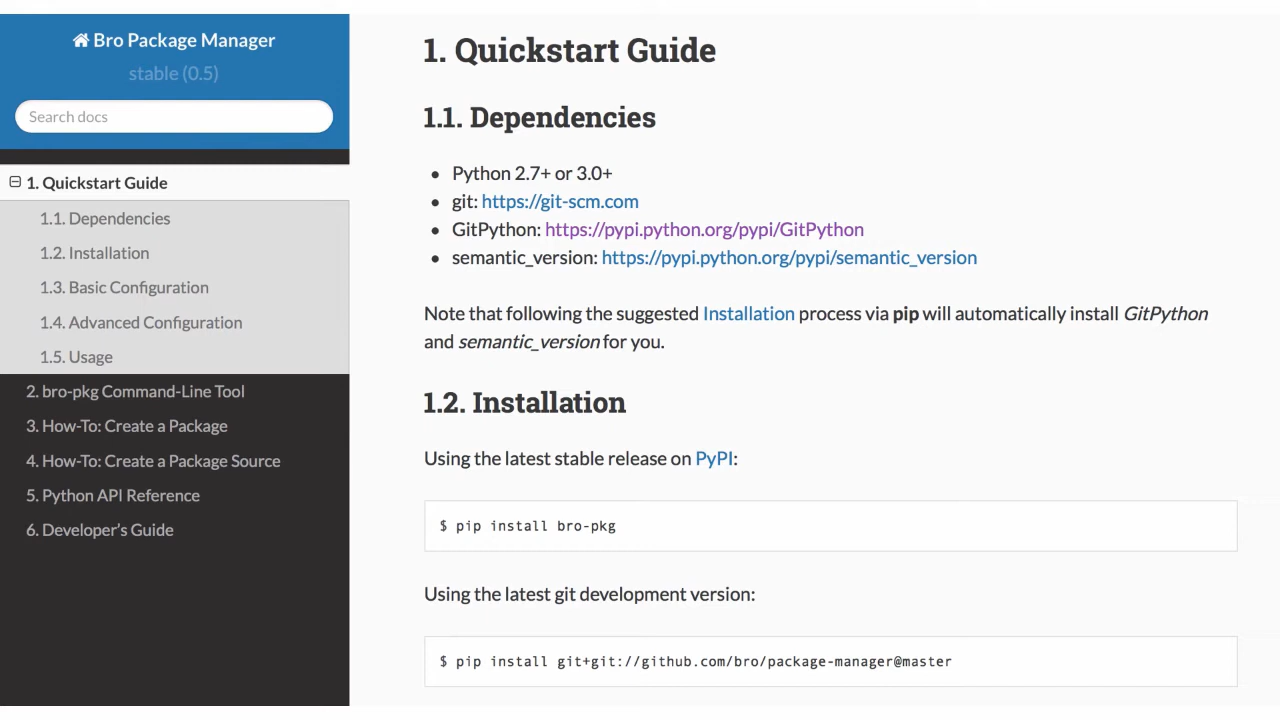 Bro Package Manager
stable (0.5)
Search docs
1. Quickstart Guide
1.1. Dependencies
1.2. Installation
1.3. Basic Configuration
1.4. Advanced Configuration
1.5. Usage
2. bro-pkg Command-Line Tool
3. How-To: Create a Package
4. How-To: Create a Package Source
5. Python API Reference
6. Developer's Guide
1. Quickstart Guide
1.1. Dependencies
• Python 2.7+ or 3.0+
• git: https://git-scm.com
• GitPython: https://pypi.python.org/pypi/GitPython
• semantic_version: https://pypi.python.org/pypi/semantic_version
Note that following the suggested Installation process via pip will automatically install GitPython
and semantic_version for you.
1.2. Installation
Using the latest stable release on PyPI:
$ pip install bro-pkg
Using the latest git development version:
$ pip install git+git://github.com/bro/package-manager@master